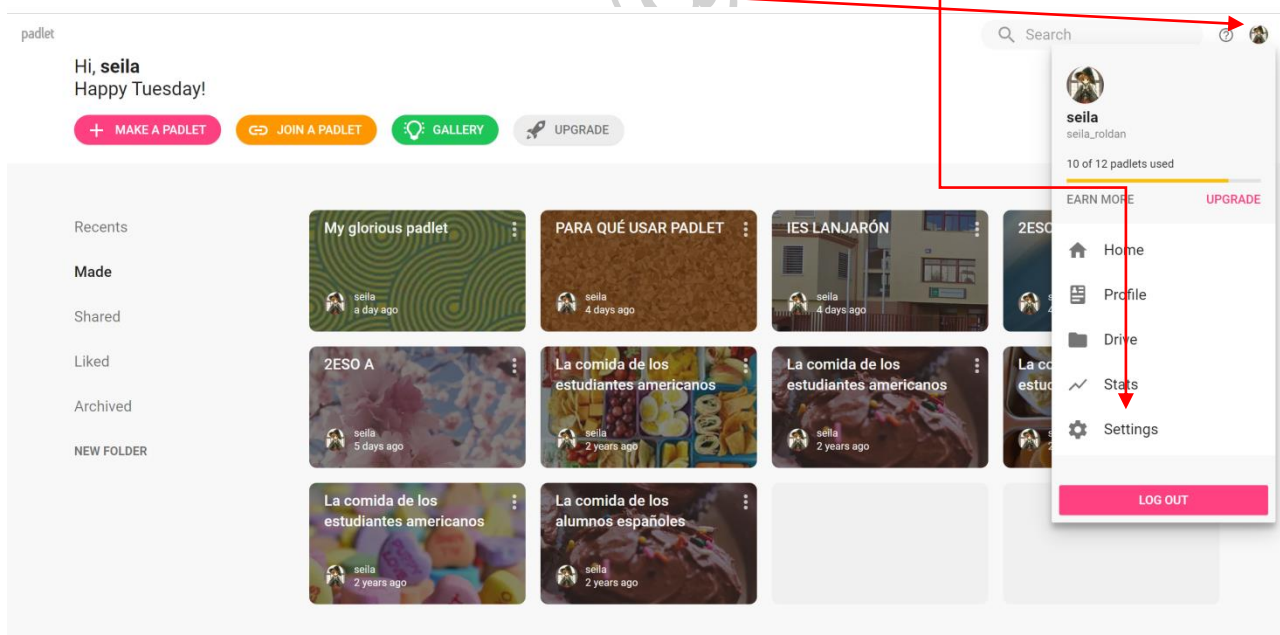 padlet
Search
Hi, seila
Happy Tuesday!
MAKE A PADLET
JOIN A PADLET
GALLERY
UPGRADE
seila
seila_roldan
10 of 12 padlets used
EARN MORE
UPGRADE
Home
Profile
Drive
Stats
Settings
LOG OUT
Recents
Made
Shared
Liked
Archived
NEW FOLDER
My glorious padlet
seila
a day ago
PARA QUÉ USAR PADLET
seila
4 days ago
IES LANJARÓN
seila
4 days ago
2ESO
2ESO A
seila
5 days ago
La comida de los
estudiantes americanos
seila
2 years ago
La comida de los
estudiantes americanos
seila
2 years ago
La comida de los
estudiantes americanos
seila
2 years ago
La comida de los
alumnos españoles
seila
2 years ago